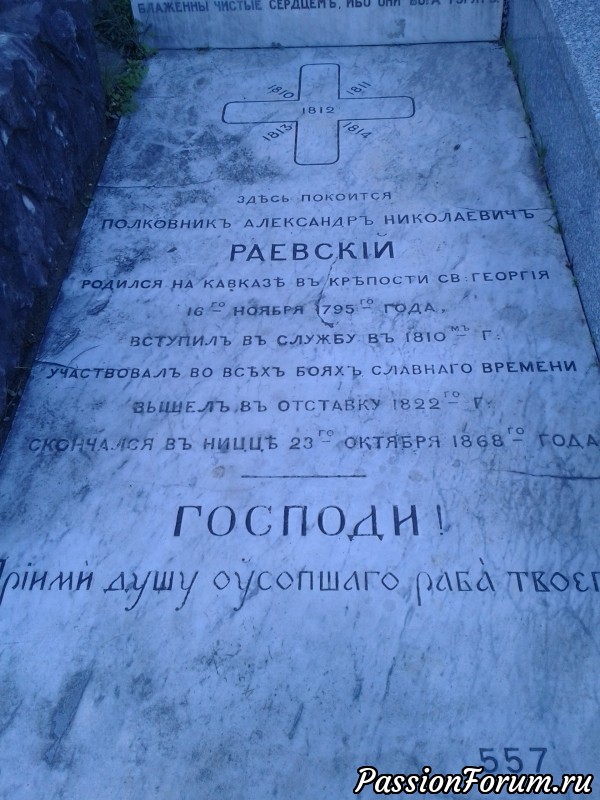 БЛАЖЕННЫ ЧИСТЫЕ СЕРДЦЕМЪ, ИБО ОНИ БОГА УЗРЯТЪ
1810 1811
1812
1813 1814
ЗДѢСЬ ПОКОИТСЯ
ПОЛКОВНИКЪ АЛЕКСАНДРЪ НИКОЛАЕВИЧЪ
РАЕВСКІЙ
РОДИЛСЯ НА КАВКАЗѢ ВЪ КРѢПОСТИ СВ: ГЕОРГІЯ
16ГО НОЯБРЯ 1795ГО ГОДА,
ВСТУПИЛЪ ВЪ СЛУЖБУ ВЪ 1810МЪ Г:
УЧАСТВОВАЛЪ ВО ВСѢХЪ БОЯХЪ СЛАВНАГО ВРЕМЕНИ
ВЫШЕЛЪ ВЪ ОТСТАВКУ 1822ГО Г:
СКОНЧАЛСЯ ВЪ НИЦЦѢ 23ГО ОКТЯБРЯ 1868ГО ГОДА
ГОСПОДИ!
Пріими душу оусопшаго раба твоег
557
PassionForum.ru